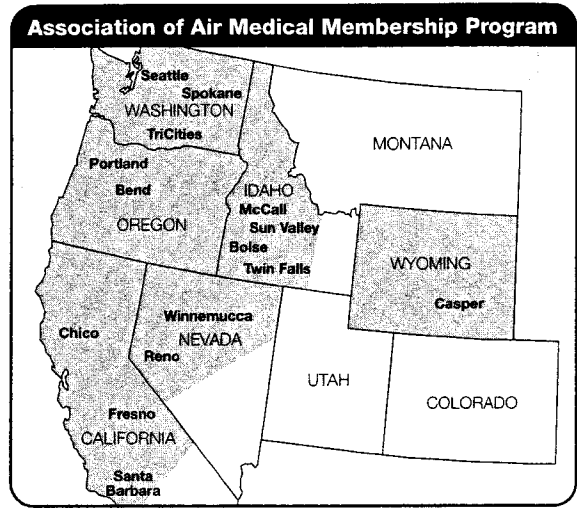 Association of Air Medical Membership Program
Seattle
Spokane
WASHINGTON
TriCities
MONTANA
Portland
Bend
IDAHO
McCall
OREGON
Sun Valley
Boise
WYOMING
Twin Falls
Casper
Winnemucca
Chico
NEVADA
Reno
UTAH
COLORADO
Fresno
CALIFORNIA
Santa
Barbara